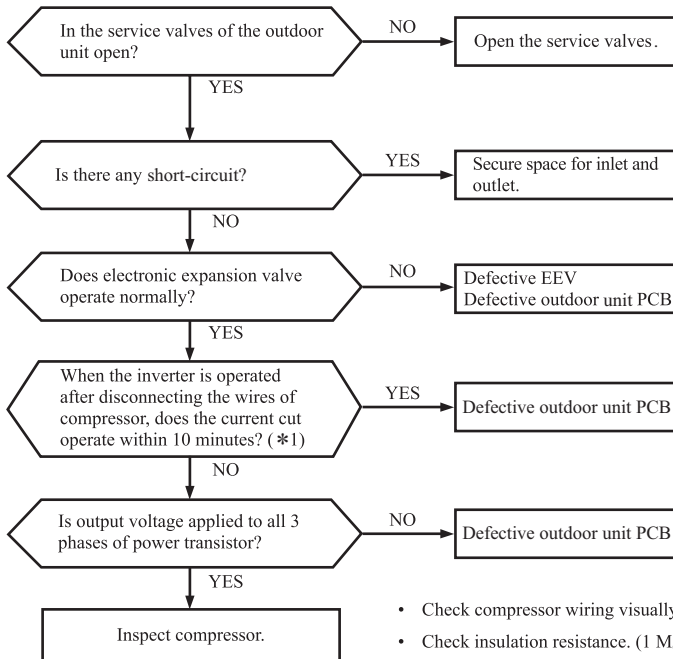 In the service valves of the outdoor
unit open?
NO
Open the service valves.
YES
Is there any short-circuit?
YES
Secure space for inlet and
outlet.
NO
Does electronic expansion valve
operate normally?
NO
Defective EEV
Defective outdoor unit PCB
YES
When the inverter is operated
after disconnecting the wires of
compressor, does the current cut
operate within 10 minutes? (*1)
YES
Defective outdoor unit PCB
NO
Is output voltage applied to all 3
phases of power transistor?
NO
Defective outdoor unit PCB
YES
Inspect compressor.
• Check compressor wiring visually
• Check insulation resistance. (1 M